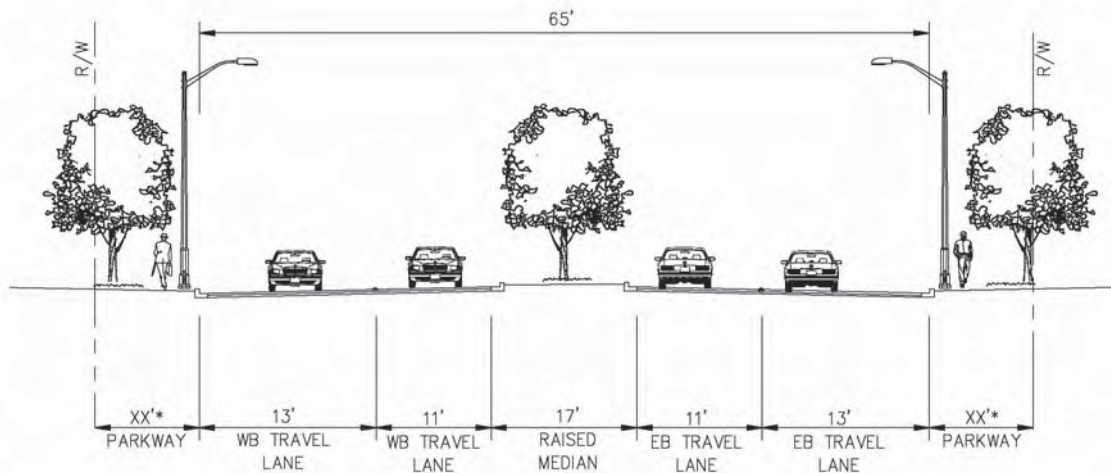 65'
R/W
R/W
XX'*
PARKWAY
13'
WB TRAVEL
LANE
11'
WB TRAVEL
LANE
17'
RAISED
MEDIAN
11'
EB TRAVEL
LANE
13'
EB TRAVEL
LANE
XX'*
PARKWAY